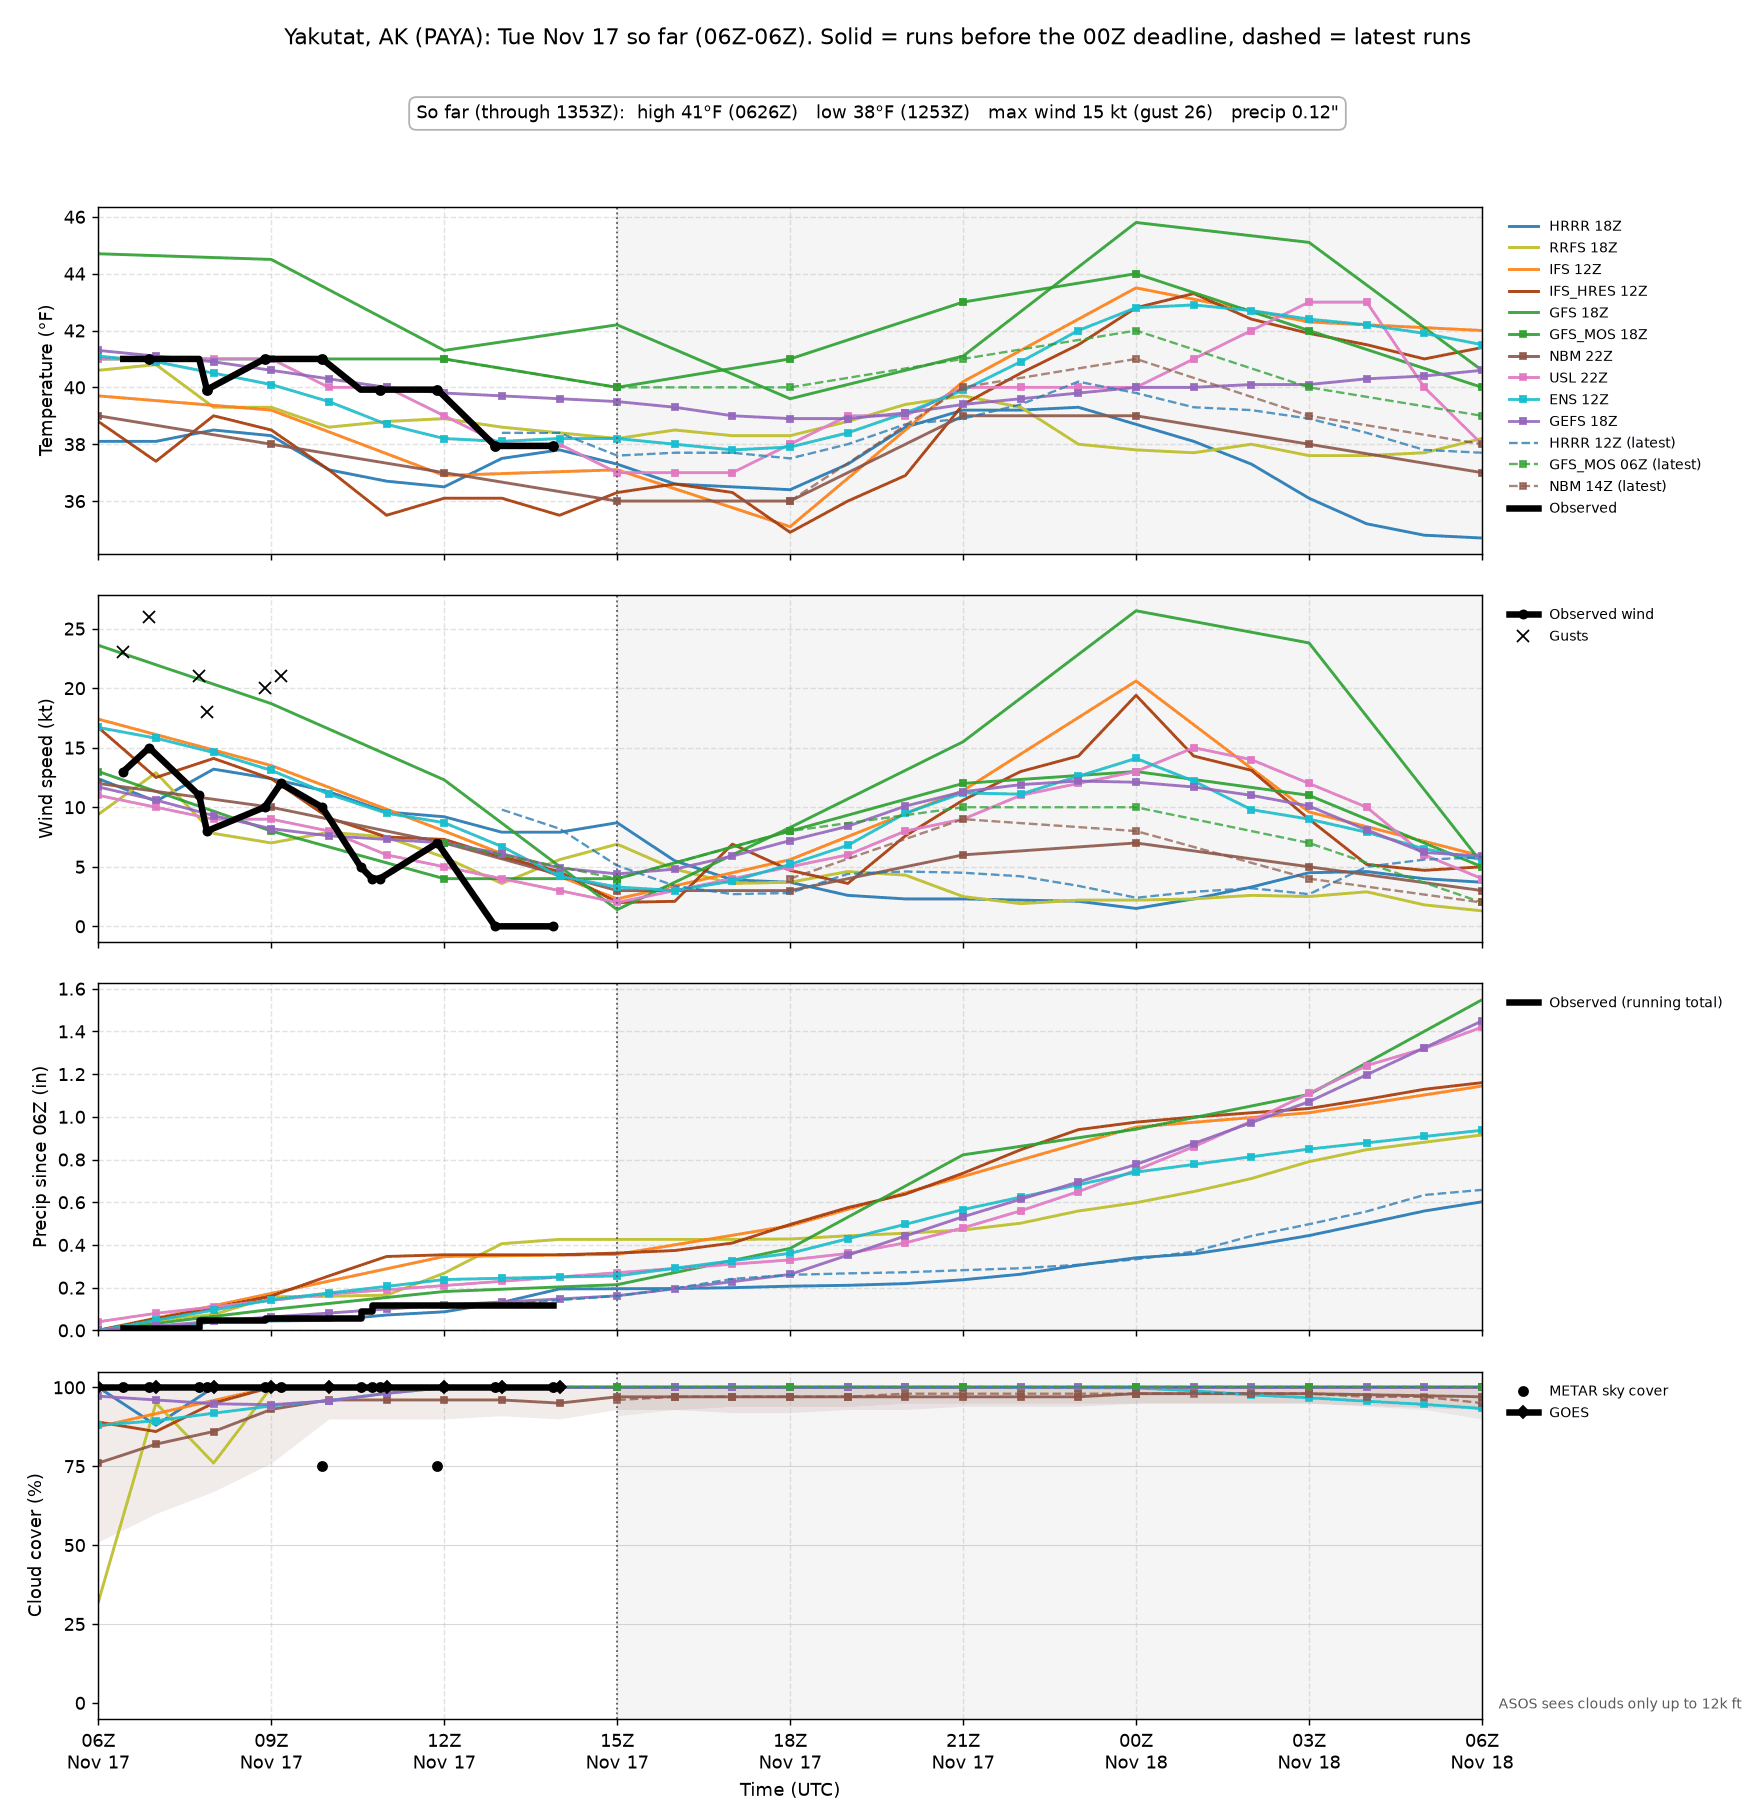 Yakutat, AK (PAYA): Tue Nov 17 so far (06Z-06Z). Solid = runs before the 00Z deadline, dashed = latest runs
So far (through 1353Z):  high 41°F (0626Z)   low 38°F (1253Z)   max wind 15 kt (gust 26)   precip 0.12"
Temperature (°F)
46
44
42
40
38
36
HRRR 18Z
RRFS 18Z
IFS 12Z
IFS_HRES 12Z
GFS 18Z
GFS_MOS 18Z
NBM 22Z
USL 22Z
ENS 12Z
GEFS 18Z
HRRR 12Z (latest)
GFS_MOS 06Z (latest)
NBM 14Z (latest)
Observed
Wind speed (kt)
25
20
15
10
5
0
Observed wind
Gusts
Precip since 06Z (in)
1.6
1.4
1.2
1.0
0.8
0.6
0.4
0.2
0.0
Observed (running total)
Cloud cover (%)
100
75
50
25
0
METAR sky cover
GOES
ASOS sees clouds only up to 12k ft
06Z 09Z 12Z 15Z 18Z 21Z 00Z 03Z 06Z
Nov 17 Nov 17 Nov 17 Nov 17 Nov 17 Nov 17 Nov 18 Nov 18 Nov 18
Time (UTC)